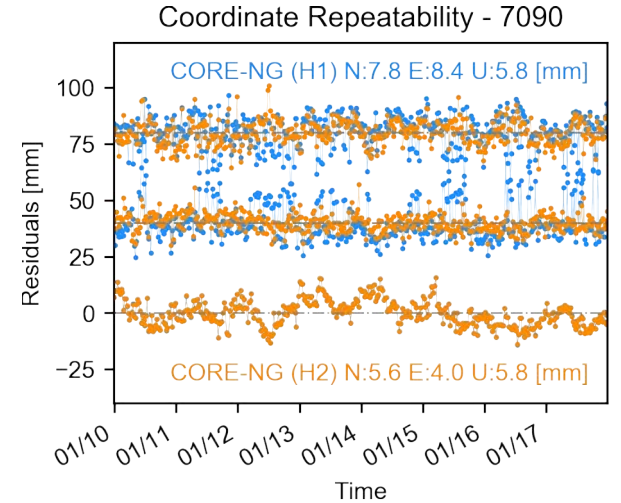 Coordinate Repeatability - 7090
CORE-NG (H1) N:7.8 E:8.4 U:5.8 [mm]
100
75
50
25
0
−25
Residuals [mm]
CORE-NG (H2) N:5.6 E:4.0 U:5.8 [mm]
01/10
01/11
01/12
01/13
01/14
01/15
01/16
01/17
Time